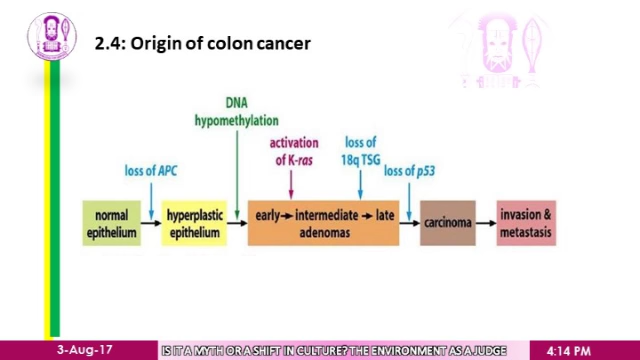 2.4: Origin of colon cancer
DNA
hypomethylation
activation
of K-ras
loss of
18q TSG
loss of APC
loss of p53
normal
epithelium
hyperplastic
epithelium
early→intermediate→late
adenomas
carcinoma
invasion &
metastasis
3-Aug-17
IS IT A MYTH OR A SHIFT IN CULTURE? THE ENVIRONMENT AS A JUDGE
4:14 PM